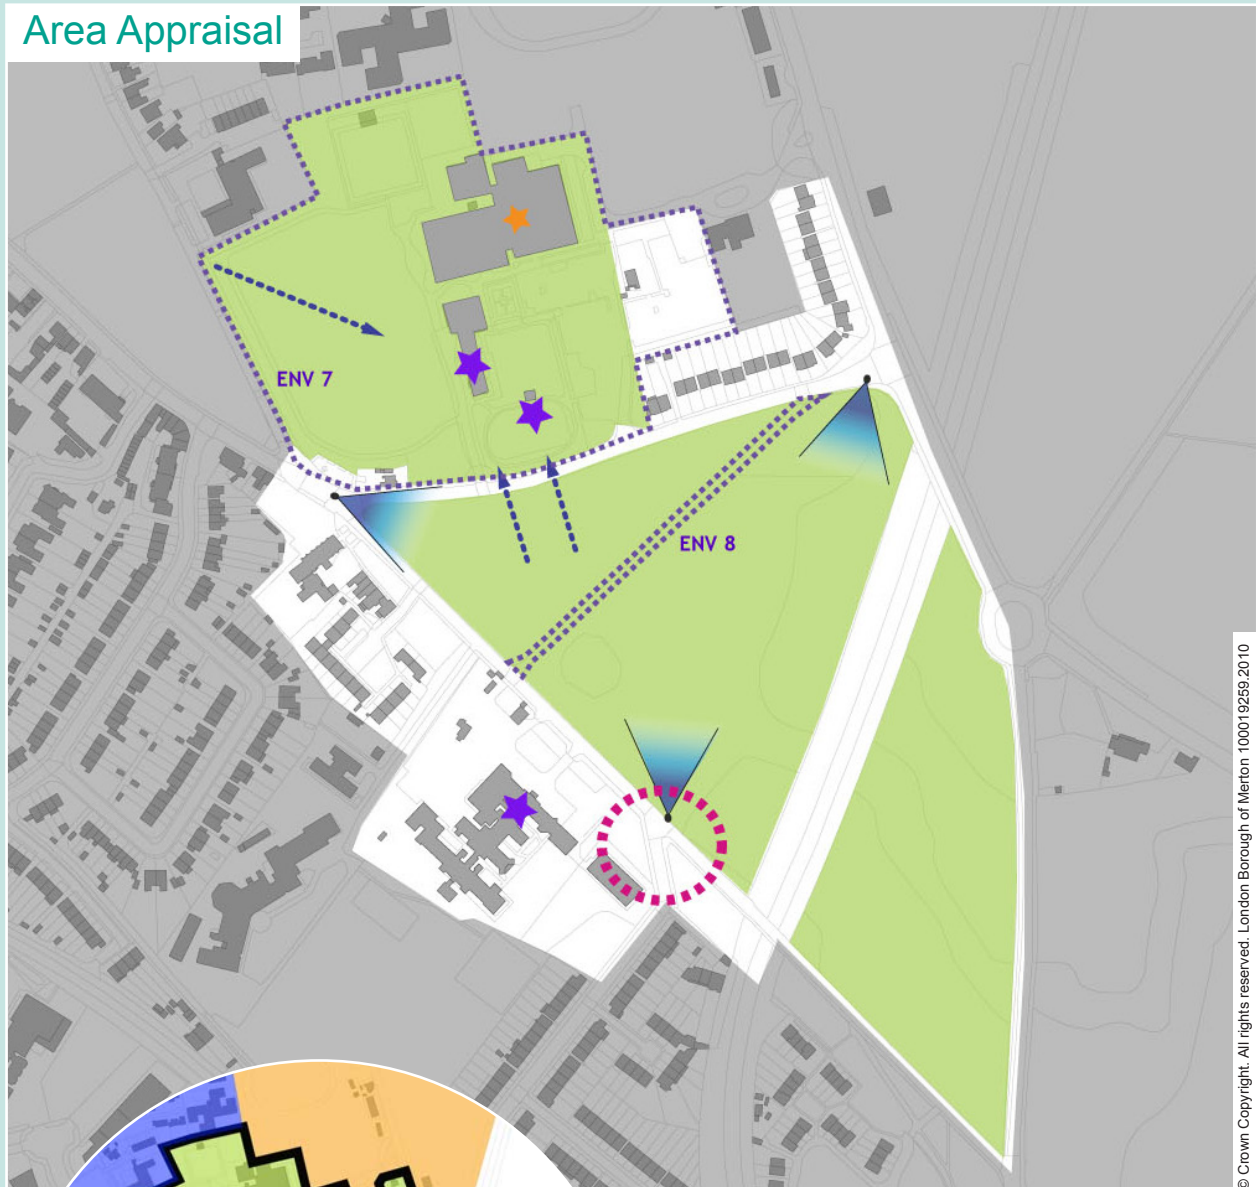 Area Appraisal
ENV 7
ENV 8
© Crown Copyright. All rights reserved. London Borough of Merton 100019259.2010